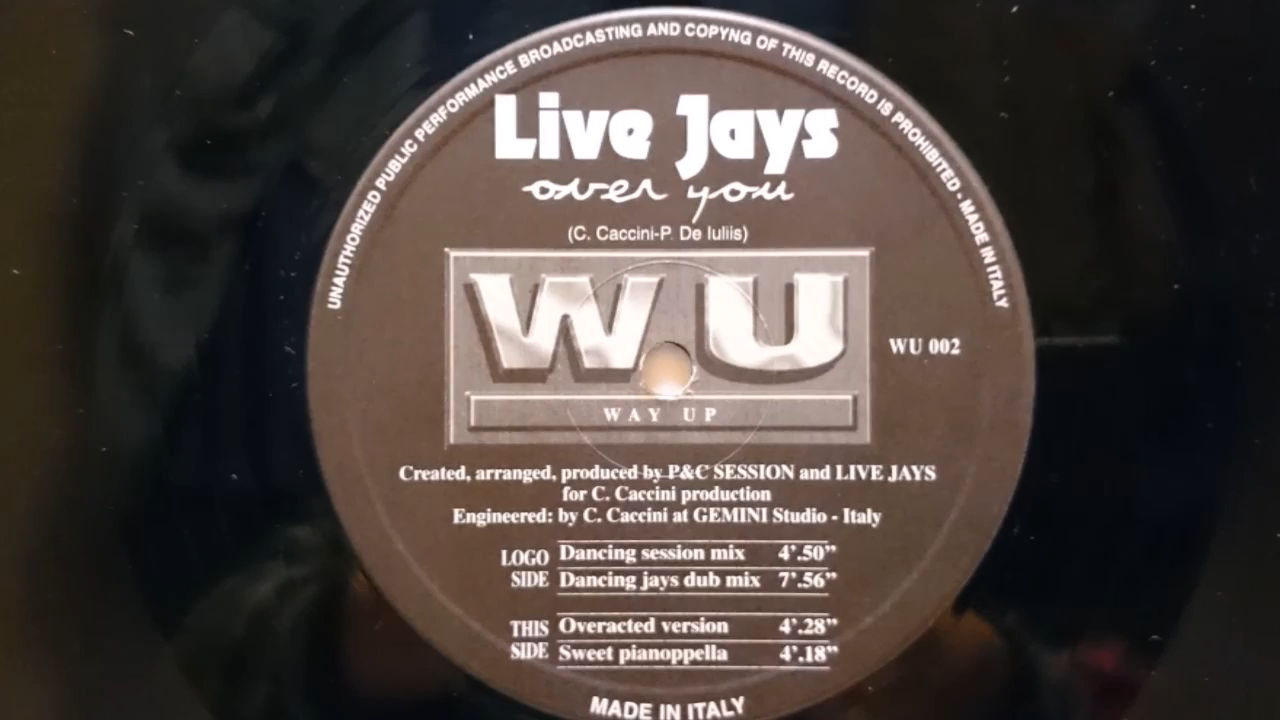 UNAUTHORIZED PUBLIC PERFORMANCE BROADCASTING AND COPYNG OF THIS RECORD IS PROHIBITED - MADE IN ITALY
Live Jays
over you
(C. Caccini-P. De Iuliis)
WU
WU 002
WAY UP
Created, arranged, produced by P&C SESSION and LIVE JAYS
for C. Caccini production
Engineered: by C. Caccini at GEMINI Studio - Italy
LOGO SIDE
Dancing session mix 4'.50"
Dancing jays dub mix 7'.56"
THIS SIDE
Overacted version 4'.28"
Sweet pianoppella 4'.18"
MADE IN ITALY